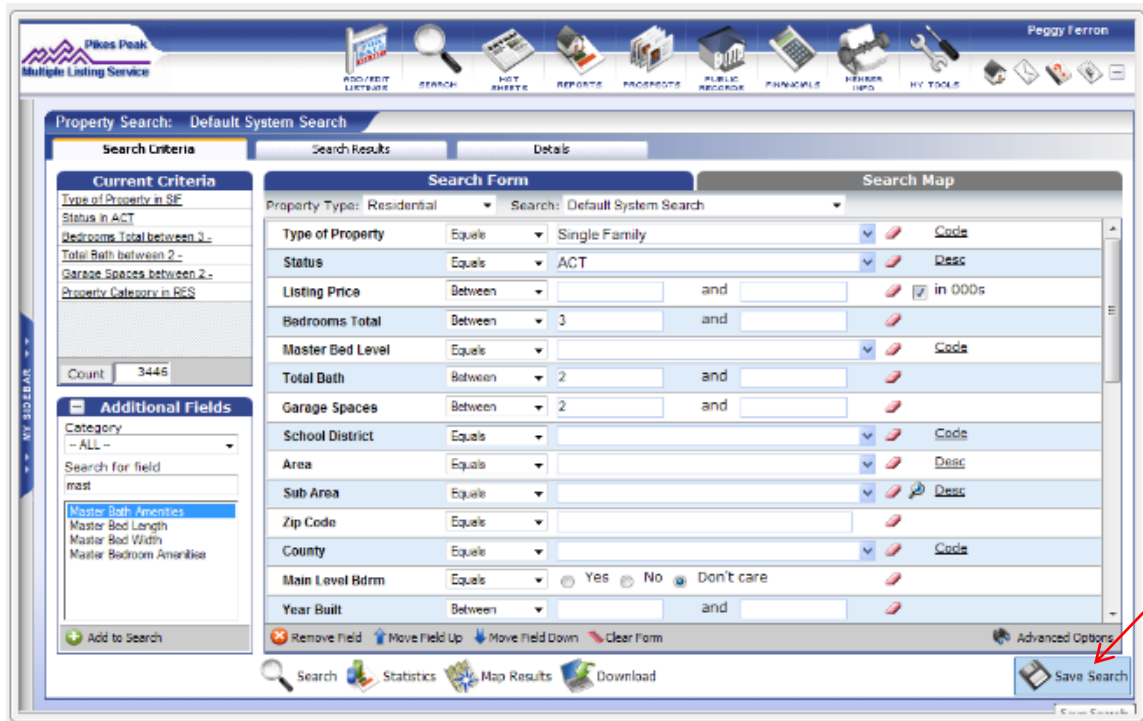 Pikes Peak
Multiple Listing Service
Peggy Ferron
ADD/EDIT LISTINGS
SEARCH
HOT SHEETS
REPORTS
PROSPECTS
PUBLIC RECORDS
FINANCIALS
MEMBER INFO
MY TOOLS
Property Search: Default System Search
Search Criteria Search Results Details
Current Criteria
Type of Property in SIF
Status in ACT
Bedrooms Total between 3 -
Total Bath between 2 -
Garage Spaces between 2 -
Property Category in RES
Count 3446
Additional Fields
Category
-- ALL --
Search for field
mast
Master Bath Amenities
Master Bed Length
Master Bed Width
Master Bedroom Amenities
Add to Search
MY SIDEBAR
Search Form Search Map
Property Type: Residential Search: Default System Search
Type of Property Equals Single Family Code
Status Equals ACT Desc
Listing Price Between and in 000s
Bedrooms Total Between 3 and
Master Bed Level Equals Code
Total Bath Between 2 and
Garage Spaces Between 2 and
School District Equals Code
Area Equals Desc
Sub Area Equals Desc
Zip Code Equals
County Equals Code
Main Level Bdrm Equals Yes No Don't care
Year Built Between and
Remove Field Move Field Up Move Field Down Clear Form Advanced Options
Search Statistics Map Results Download Save Search
Save Search